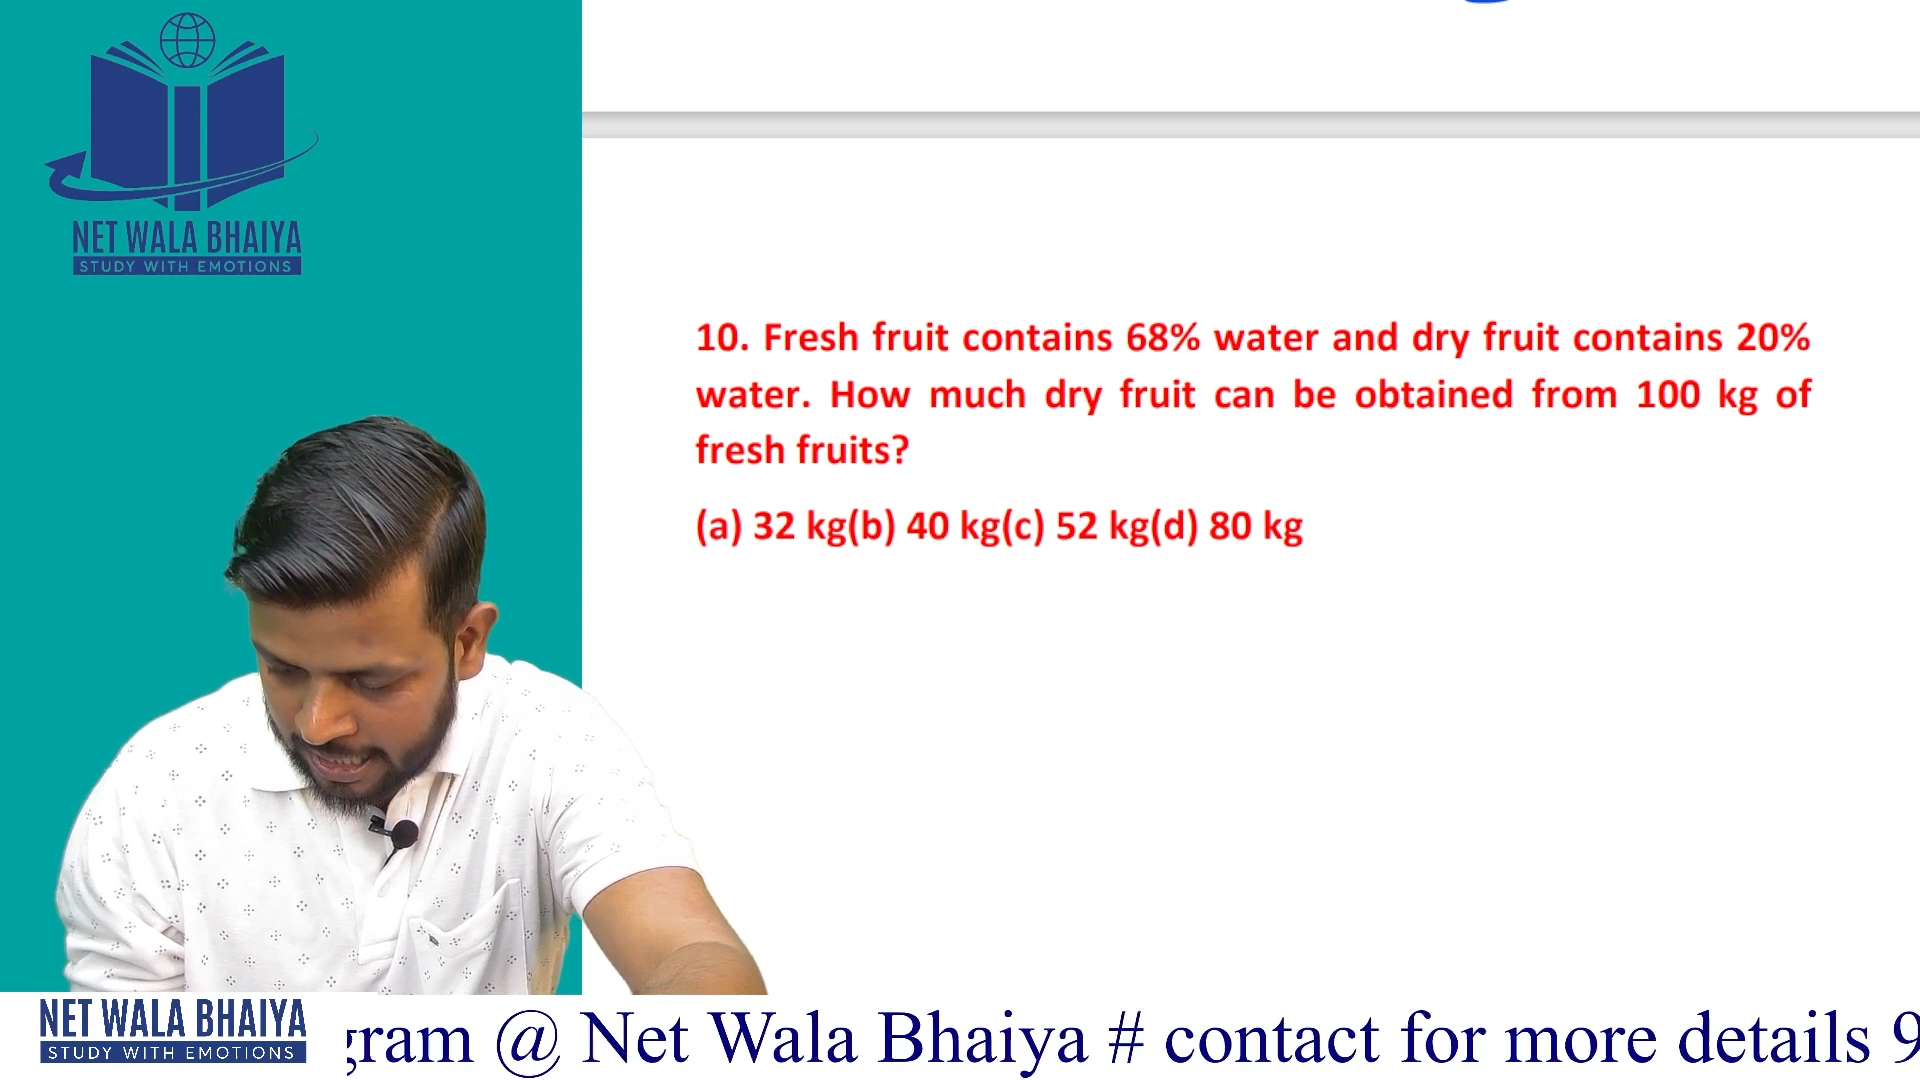 NET WALA BHAIYA
STUDY WITH EMOTIONS
10. Fresh fruit contains 68% water and dry fruit contains 20%
water. How much dry fruit can be obtained from 100 kg of
fresh fruits?
(a) 32 kg(b) 40 kg(c) 52 kg(d) 80 kg
NET WALA BHAIYA
STUDY WITH EMOTIONS
gram @ Net Wala Bhaiya # contact for more details 9